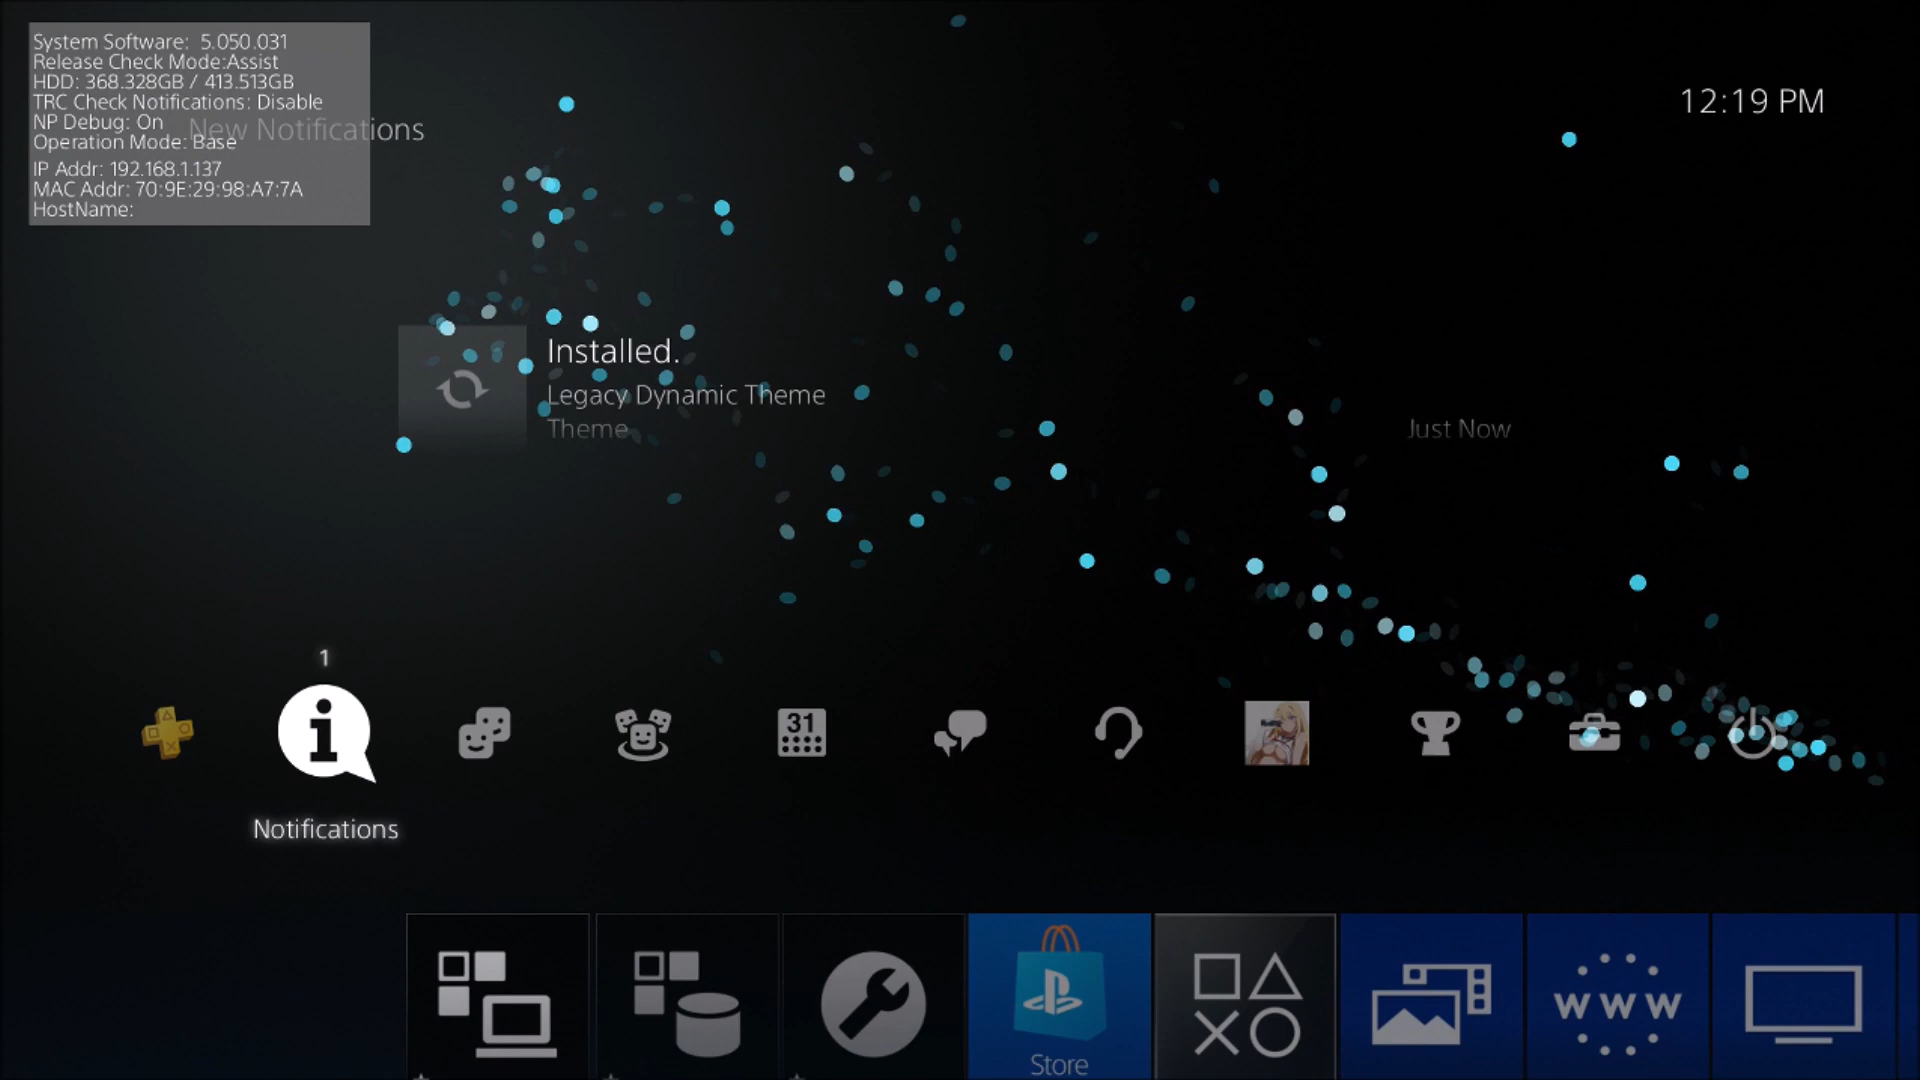 System Software:  5.050.031
Release Check Mode:Assist
HDD: 368.328GB / 413.513GB
TRC Check Notifications: Disable
NP Debug: On
New Notifications
Operation Mode: Base
IP Addr: 192.168.1.137
MAC Addr: 70:9E:29:98:A7:7A
HostName:
12:19 PM
Installed.
Legacy Dynamic Theme
Theme
Just Now
1
31
Notifications
Store
WWW